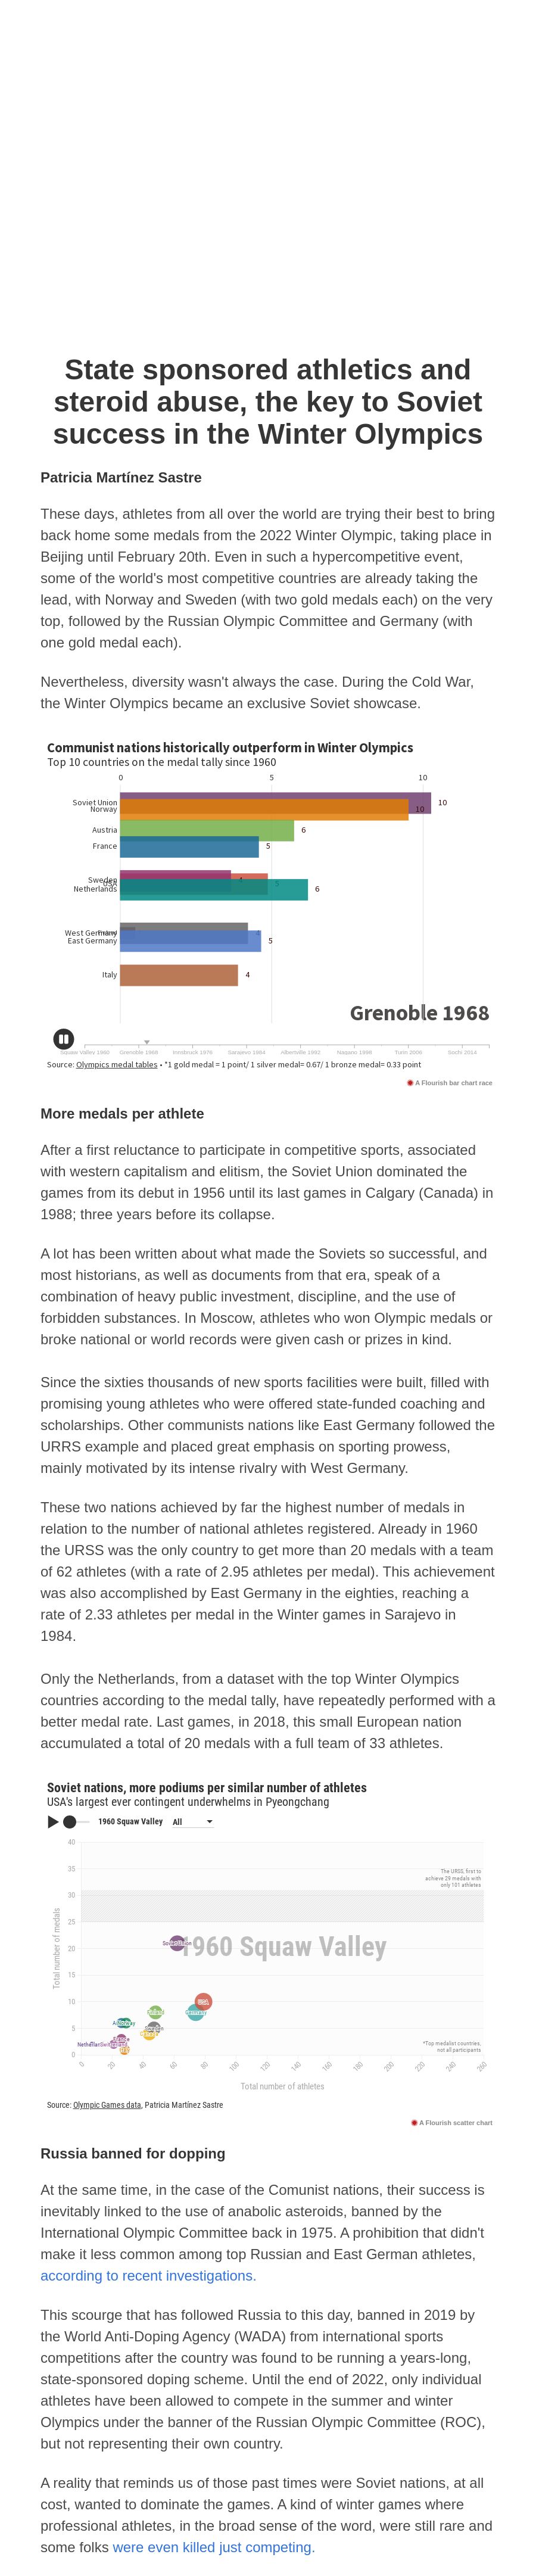 State sponsored athletics and
steroid abuse, the key to Soviet
success in the Winter Olympics
Patricia Martínez Sastre
These days, athletes from all over the world are trying their best to bring
back home some medals from the 2022 Winter Olympic, taking place in
Beijing until February 20th. Even in such a hypercompetitive event,
some of the world's most competitive countries are already taking the
lead, with Norway and Sweden (with two gold medals each) on the very
top, followed by the Russian Olympic Committee and Germany (with
one gold medal each).
Nevertheless, diversity wasn't always the case. During the Cold War,
the Winter Olympics became an exclusive Soviet showcase.
Communist nations historically outperform in Winter Olympics
Top 10 countries on the medal tally since 1960
0 5 10
Soviet Union 10
Norway 10
Austria 6
France 5
Sweden 4
USA 5
Netherlands 6
West Germany 4
East Germany 5
Italy 4
Grenoble 1968
Squaw Valley 1960 Grenoble 1968 Innsbruck 1976 Sarajevo 1984 Albertville 1992 Nagano 1998 Turin 2006 Sochi 2014
Source: Olympics medal tables • *1 gold medal = 1 point/ 1 silver medal= 0.67/ 1 bronze medal= 0.33 point
A Flourish bar chart race
More medals per athlete
After a first reluctance to participate in competitive sports, associated
with western capitalism and elitism, the Soviet Union dominated the
games from its debut in 1956 until its last games in Calgary (Canada) in
1988; three years before its collapse.
A lot has been written about what made the Soviets so successful, and
most historians, as well as documents from that era, speak of a
combination of heavy public investment, discipline, and the use of
forbidden substances. In Moscow, athletes who won Olympic medals or
broke national or world records were given cash or prizes in kind.
Since the sixties thousands of new sports facilities were built, filled with
promising young athletes who were offered state-funded coaching and
scholarships. Other communists nations like East Germany followed the
URRS example and placed great emphasis on sporting prowess,
mainly motivated by its intense rivalry with West Germany.
These two nations achieved by far the highest number of medals in
relation to the number of national athletes registered. Already in 1960
the URSS was the only country to get more than 20 medals with a team
of 62 athletes (with a rate of 2.95 athletes per medal). This achievement
was also accomplished by East Germany in the eighties, reaching a
rate of 2.33 athletes per medal in the Winter games in Sarajevo in
1984.
Only the Netherlands, from a dataset with the top Winter Olympics
countries according to the medal tally, have repeatedly performed with a
better medal rate. Last games, in 2018, this small European nation
accumulated a total of 20 medals with a full team of 33 athletes.
Soviet nations, more podiums per similar number of athletes
USA's largest ever contingent underwhelms in Pyeongchang
1960 Squaw Valley All
40
35
The URSS, first to
achieve 29 medals with
only 101 athletes
30
25
20
Soviet Union
1960 Squaw Valley
15
10
USA
Germany
5
0
*Top medalist countries,
not all participants
Total number of medals
0 20 40 60 80 100 120 140 160 180 200 220 240 260
Total number of athletes
Source: Olympic Games data, Patricia Martínez Sastre
A Flourish scatter chart
Russia banned for dopping
At the same time, in the case of the Comunist nations, their success is
inevitably linked to the use of anabolic asteroids, banned by the
International Olympic Committee back in 1975. A prohibition that didn't
make it less common among top Russian and East German athletes,
according to recent investigations.
This scourge that has followed Russia to this day, banned in 2019 by
the World Anti-Doping Agency (WADA) from international sports
competitions after the country was found to be running a years-long,
state-sponsored doping scheme. Until the end of 2022, only individual
athletes have been allowed to compete in the summer and winter
Olympics under the banner of the Russian Olympic Committee (ROC),
but not representing their own country.
A reality that reminds us of those past times were Soviet nations, at all
cost, wanted to dominate the games. A kind of winter games where
professional athletes, in the broad sense of the word, were still rare and
some folks were even killed just competing.